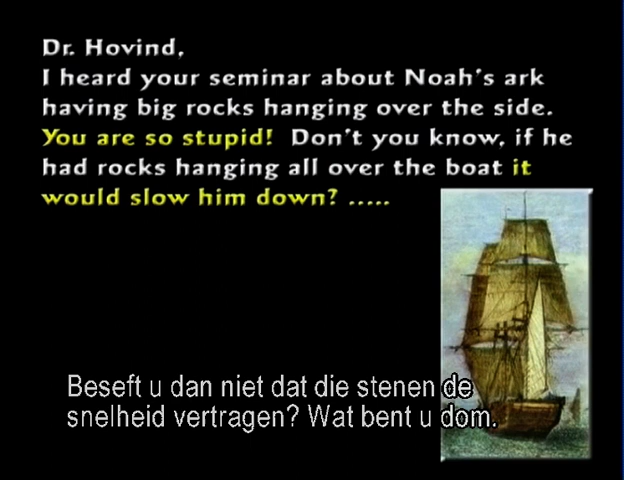 Dr. Hovind,
I heard your seminar about Noah's ark
having big rocks hanging over the side.
You are so stupid!  Don't you know, if he
had rocks hanging all over the boat it
would slow him down? .....
Beseft u dan niet dat die stenen de
snelheid vertragen? Wat bent u dom.